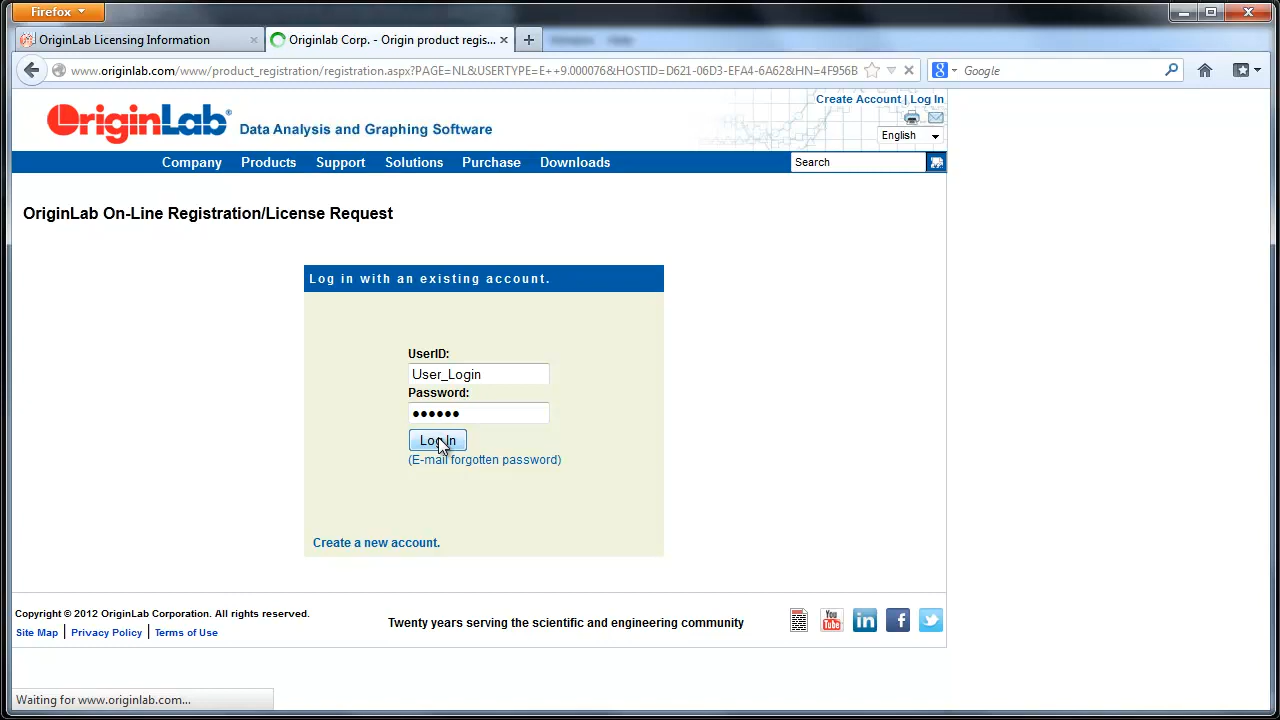 Firefox
OriginLab Licensing Information
Originlab Corp. - Origin product regis...
www.originlab.com/www/product_registration/registration.aspx?PAGE=NL&USERTYPE=E++9.000076&HOSTID=D621-06D3-EFA4-6A62&HN=4F956B
Google
Create Account | Log In
OriginLab® Data Analysis and Graphing Software
English
Company Products Support Solutions Purchase Downloads Search
OriginLab On-Line Registration/License Request
Log in with an existing account.
UserID:
User_Login
Password:
••••••
Log In
(E-mail forgotten password)
Create a new account.
Copyright © 2012 OriginLab Corporation. All rights reserved.
Site Map | Privacy Policy | Terms of Use
Twenty years serving the scientific and engineering community
You Tube in f
Waiting for www.originlab.com...